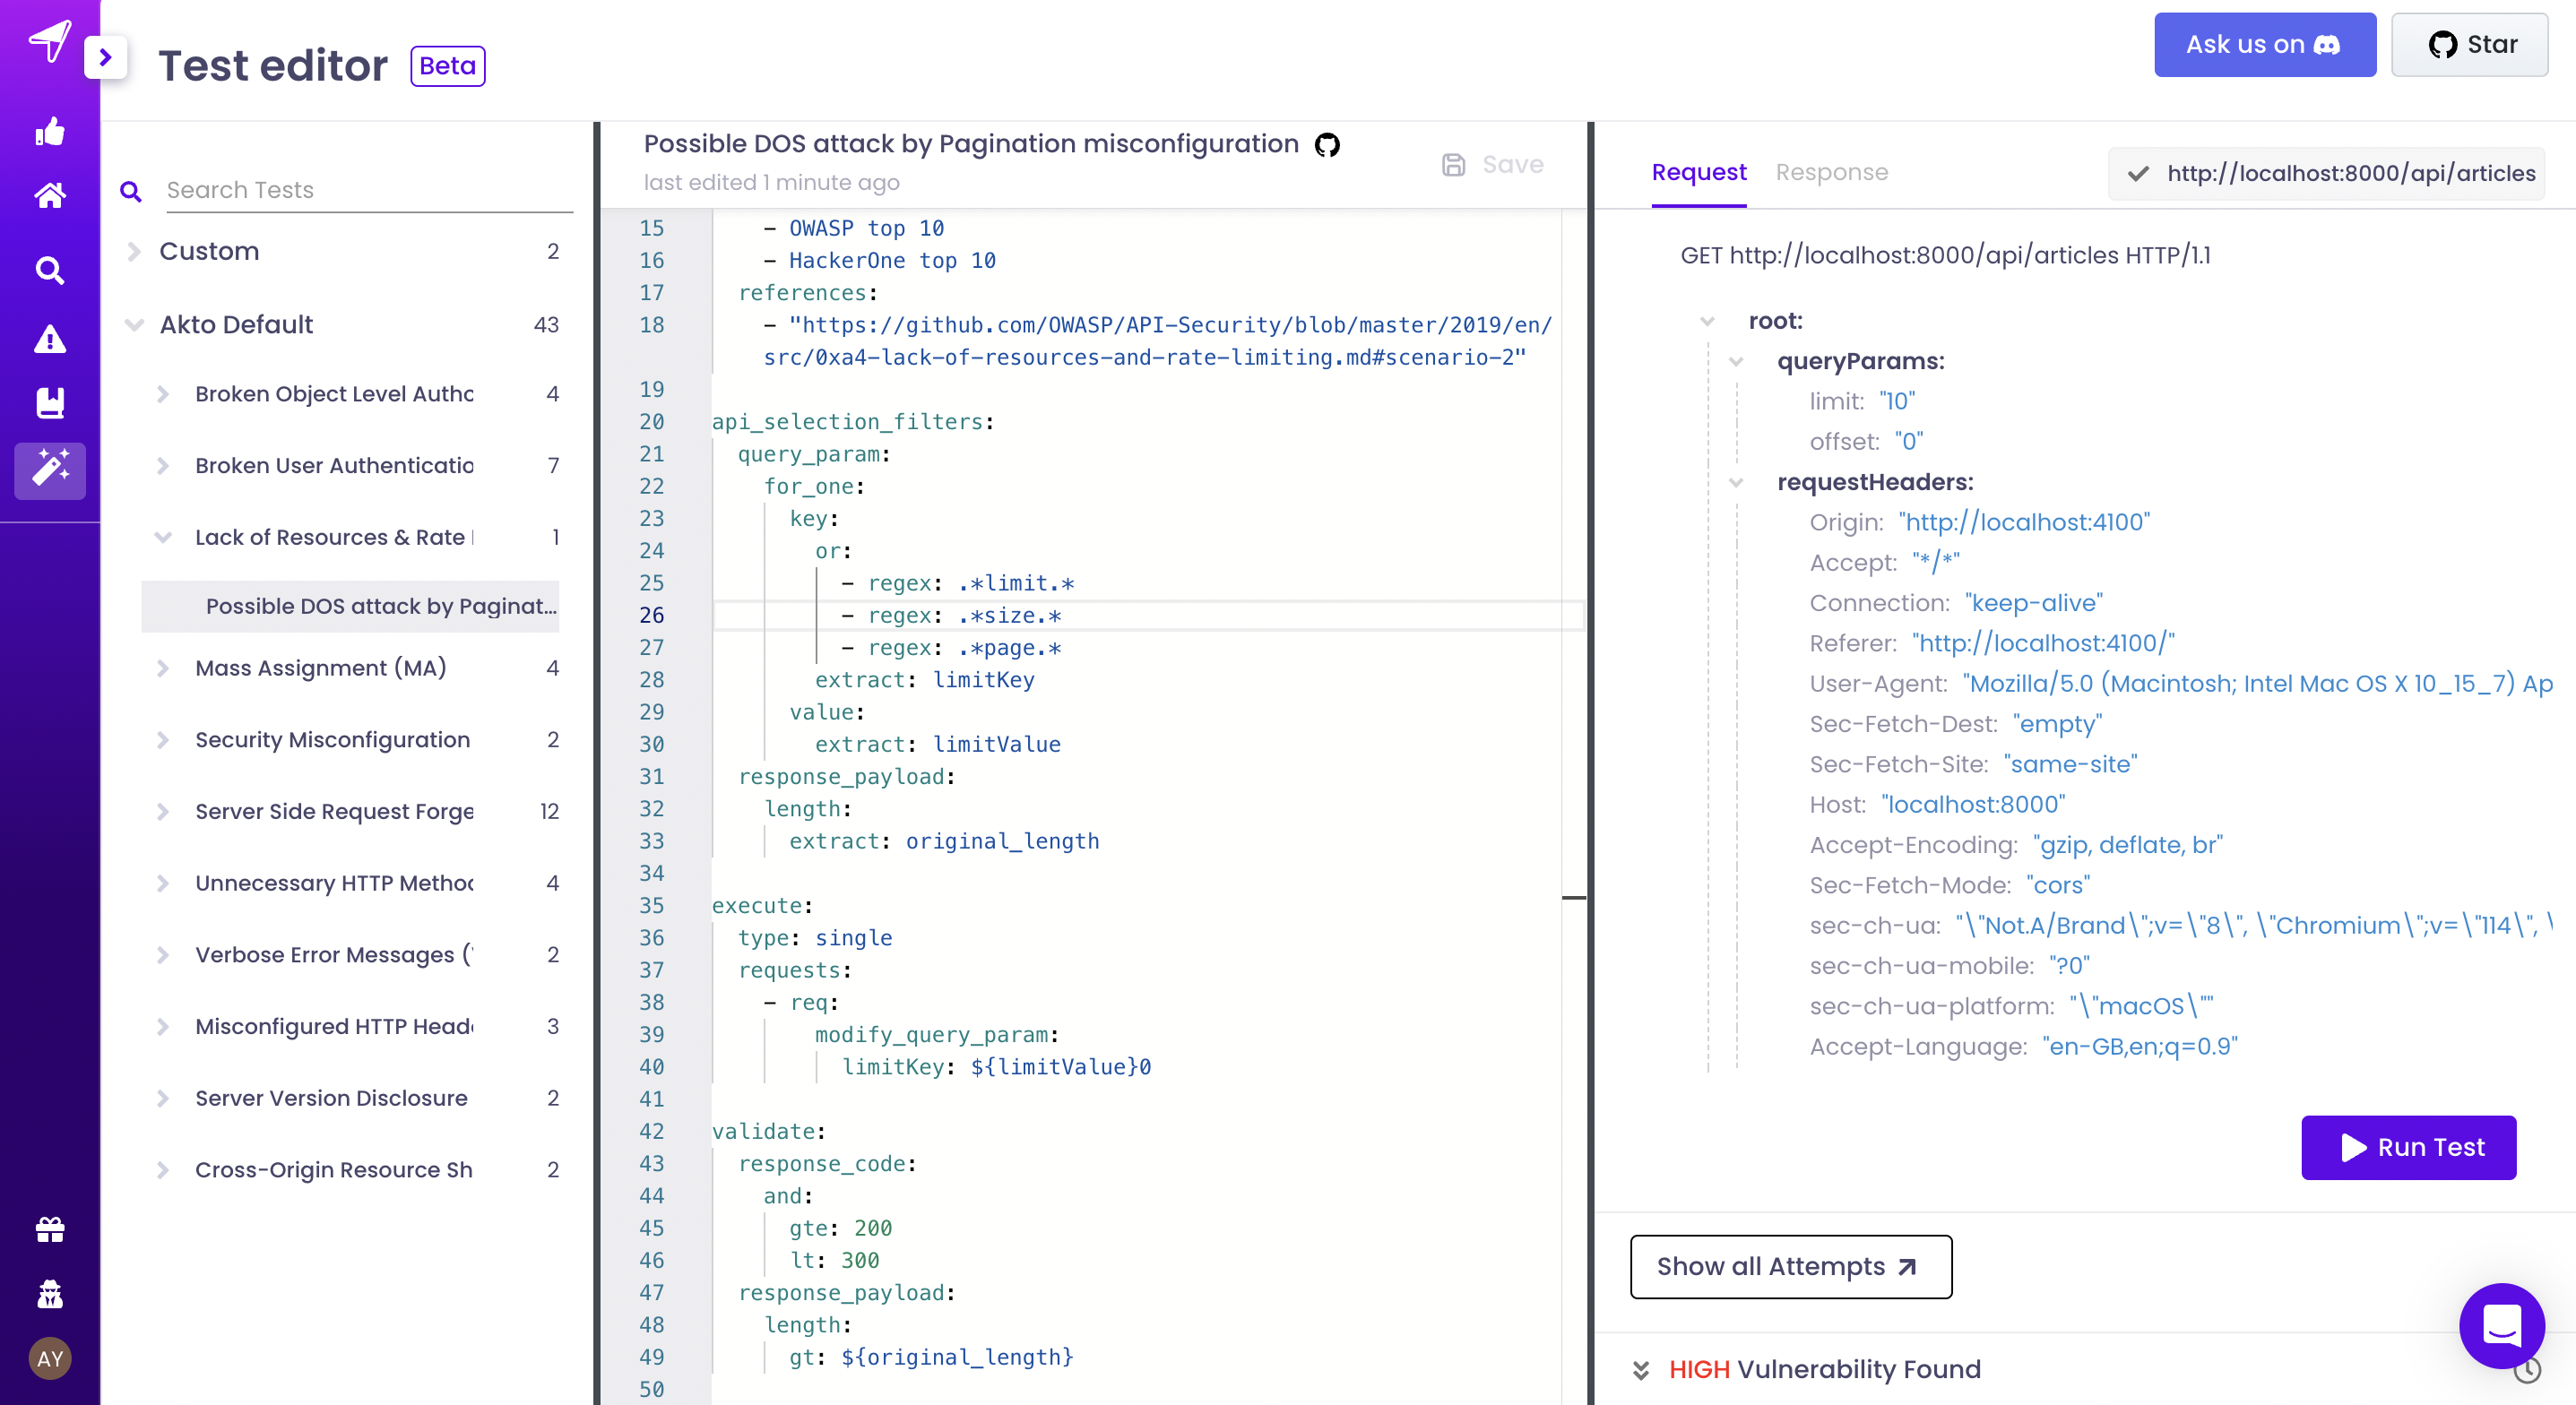 Test editor
Beta
Ask us on
Star
Search Tests
Custom 2
Akto Default 43
Broken Object Level Autho 4
Broken User Authenticatio 7
Lack of Resources & Rate 1
Possible DOS attack by Paginat...
Mass Assignment (MA) 4
Security Misconfiguration 2
Server Side Request Forge 12
Unnecessary HTTP Method 4
Verbose Error Messages ( 2
Misconfigured HTTP Heade 3
Server Version Disclosure 2
Cross-Origin Resource Sh 2
AY
Possible DOS attack by Pagination misconfiguration
last edited 1 minute ago
Save
15 - OWASP top 10
16 - HackerOne top 10
17 references:
18 - "https://github.com/OWASP/API-Security/blob/master/2019/en/
src/0xa4-lack-of-resources-and-rate-limiting.md#scenario-2"
19
20 api_selection_filters:
21 query_param:
22 for_one:
23 key:
24 or:
25 - regex: .*limit.*
26 - regex: .*size.*
27 - regex: .*page.*
28 extract: limitKey
29 value:
30 extract: limitValue
31 response_payload:
32 length:
33 extract: original_length
34
35 execute:
36 type: single
37 requests:
38 - req:
39 modify_query_param:
40 limitKey: ${limitValue}0
41
42 validate:
43 response_code:
44 and:
45 gte: 200
46 lt: 300
47 response_payload:
48 length:
49 gt: ${original_length}
50
Request
Response
http://localhost:8000/api/articles
GET http://localhost:8000/api/articles HTTP/1.1
root:
queryParams:
limit: "10"
offset: "0"
requestHeaders:
Origin: "http://localhost:4100"
Accept: "*/*"
Connection: "keep-alive"
Referer: "http://localhost:4100/"
User-Agent: "Mozilla/5.0 (Macintosh; Intel Mac OS X 10_15_7) Ap
Sec-Fetch-Dest: "empty"
Sec-Fetch-Site: "same-site"
Host: "localhost:8000"
Accept-Encoding: "gzip, deflate, br"
Sec-Fetch-Mode: "cors"
sec-ch-ua: "\"Not.A/Brand\";v=\"8\", \"Chromium\";v=\"114\", \
sec-ch-ua-mobile: "?0"
sec-ch-ua-platform: "\"macOS\""
Accept-Language: "en-GB,en;q=0.9"
Run Test
Show all Attempts
HIGH Vulnerability Found